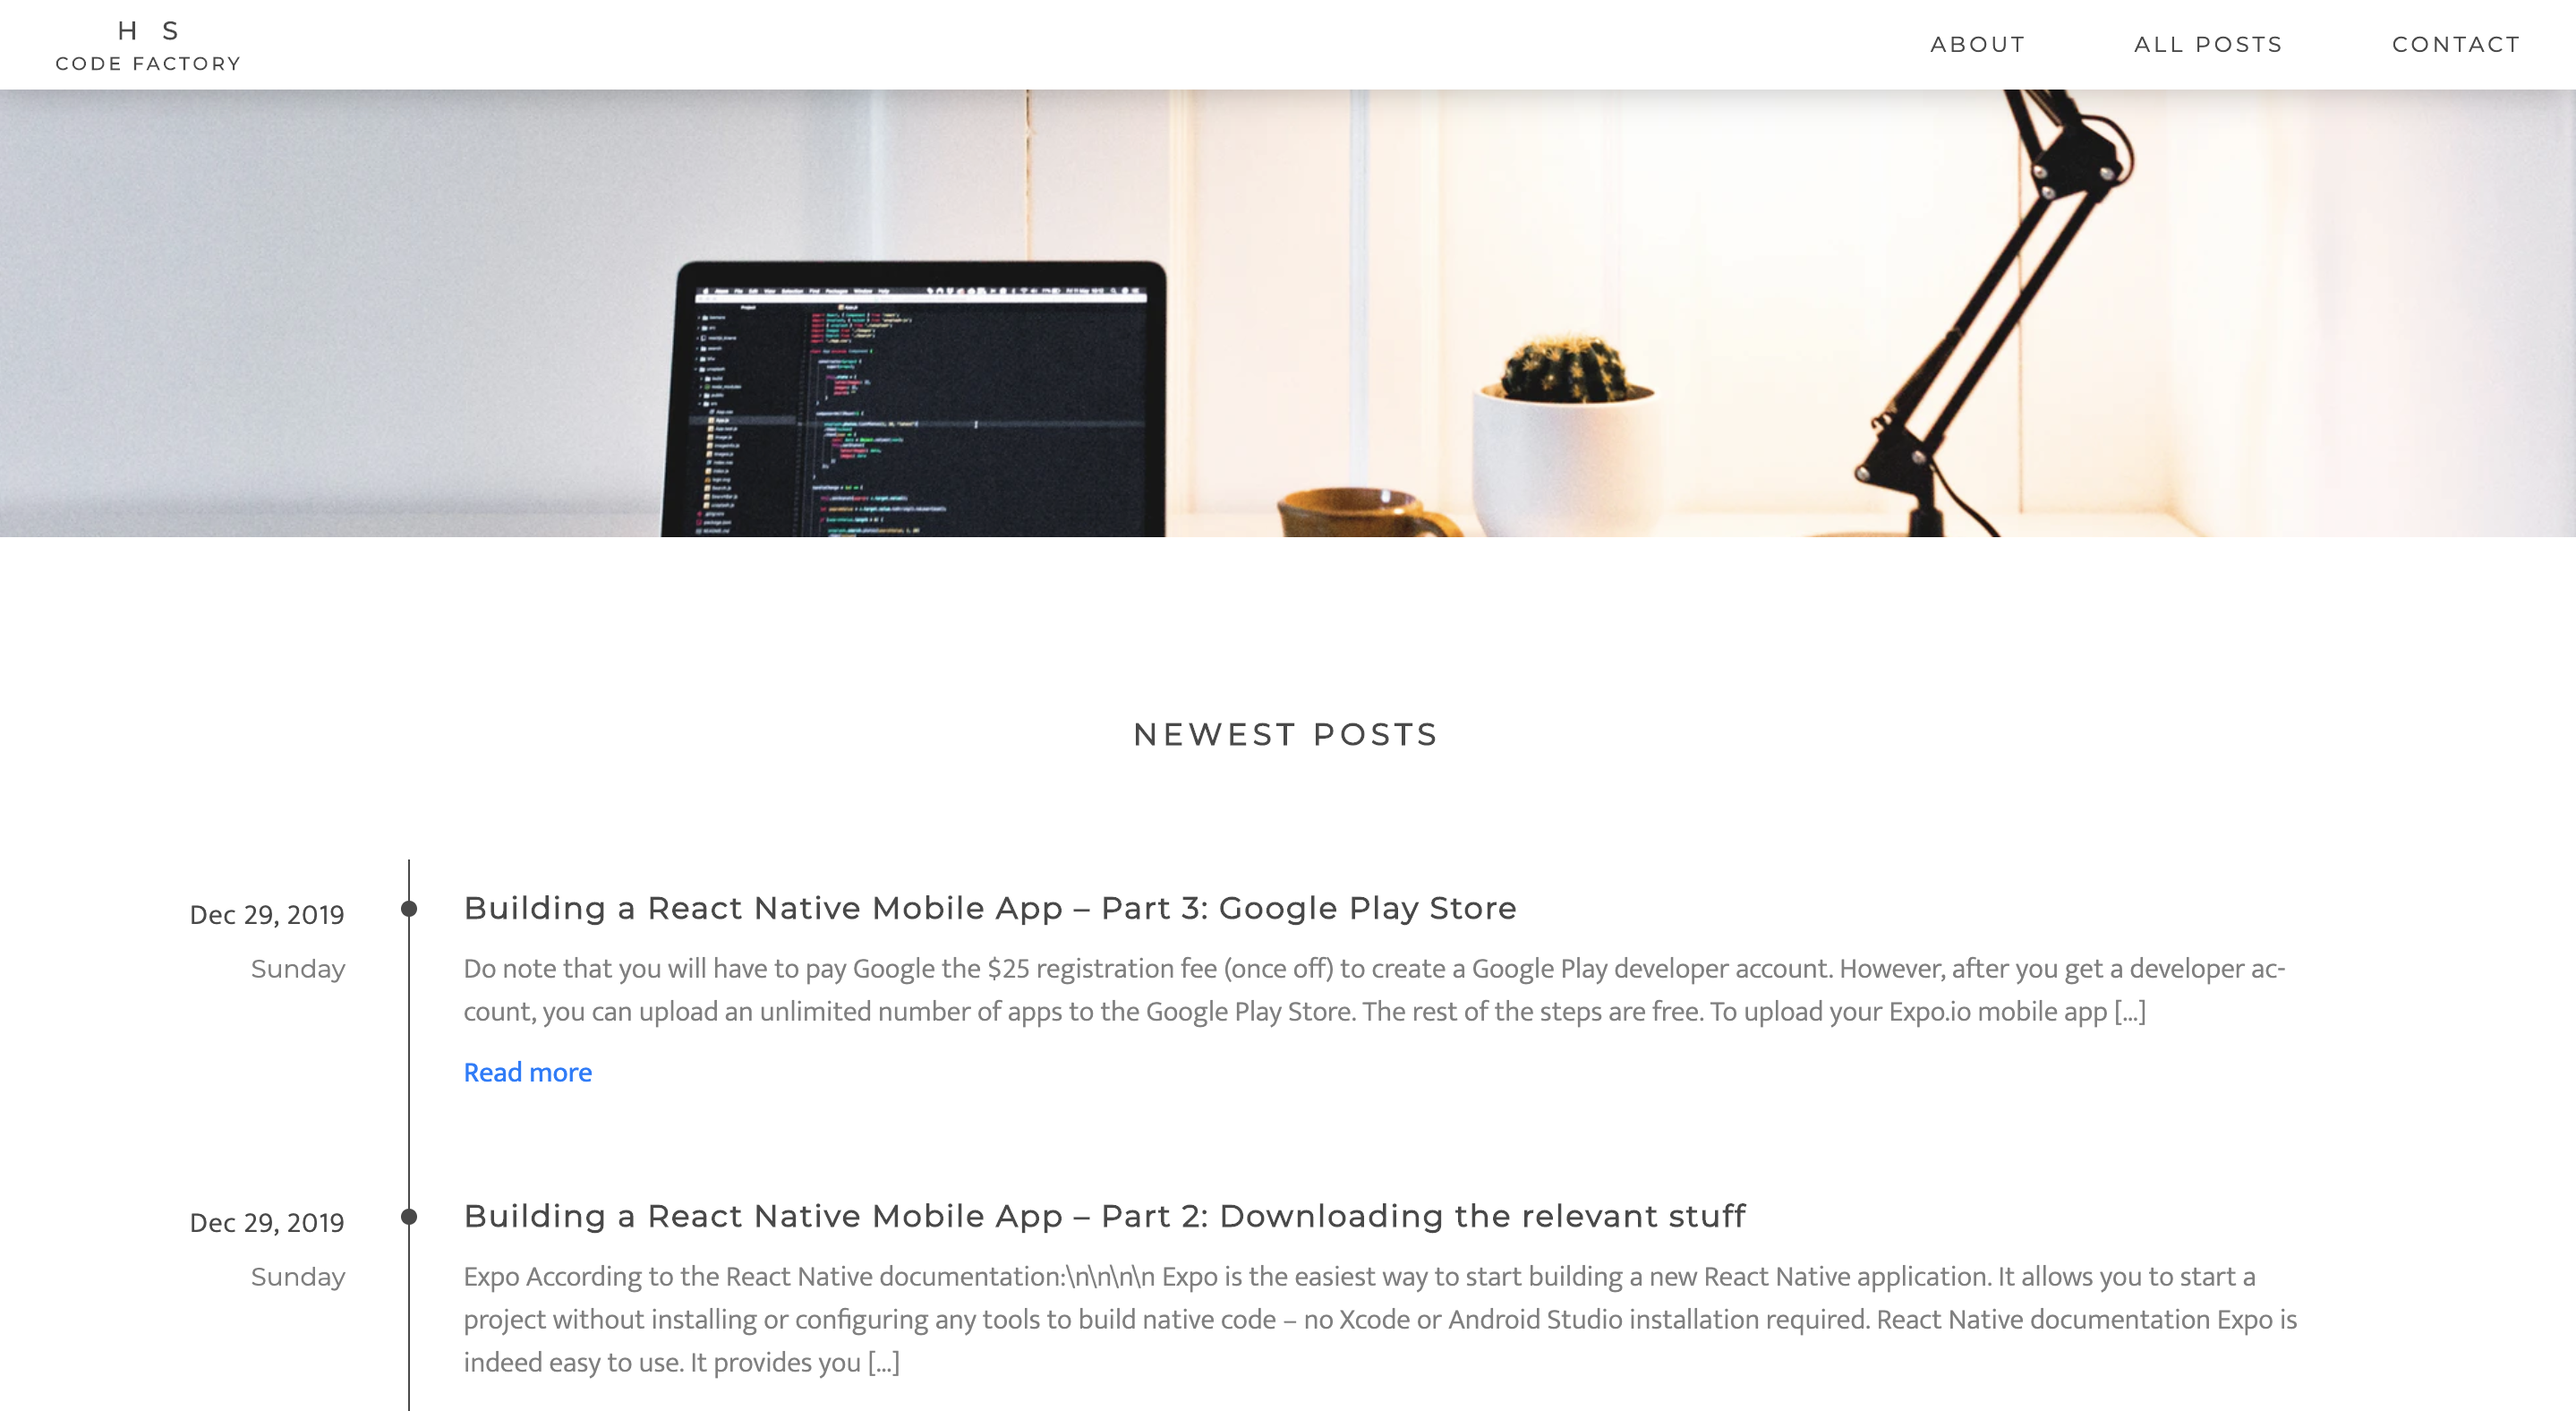 H S
CODE FACTORY
ABOUT
ALL POSTS
CONTACT
NEWEST POSTS
Dec 29, 2019
Sunday
Building a React Native Mobile App – Part 3: Google Play Store
Do note that you will have to pay Google the $25 registration fee (once off) to create a Google Play developer account. However, after you get a developer ac-
count, you can upload an unlimited number of apps to the Google Play Store. The rest of the steps are free. To upload your Expo.io mobile app [...]
Read more
Dec 29, 2019
Sunday
Building a React Native Mobile App – Part 2: Downloading the relevant stuff
Expo According to the React Native documentation:\n\n\n\n Expo is the easiest way to start building a new React Native application. It allows you to start a
project without installing or configuring any tools to build native code – no Xcode or Android Studio installation required. React Native documentation Expo is
indeed easy to use. It provides you [...]